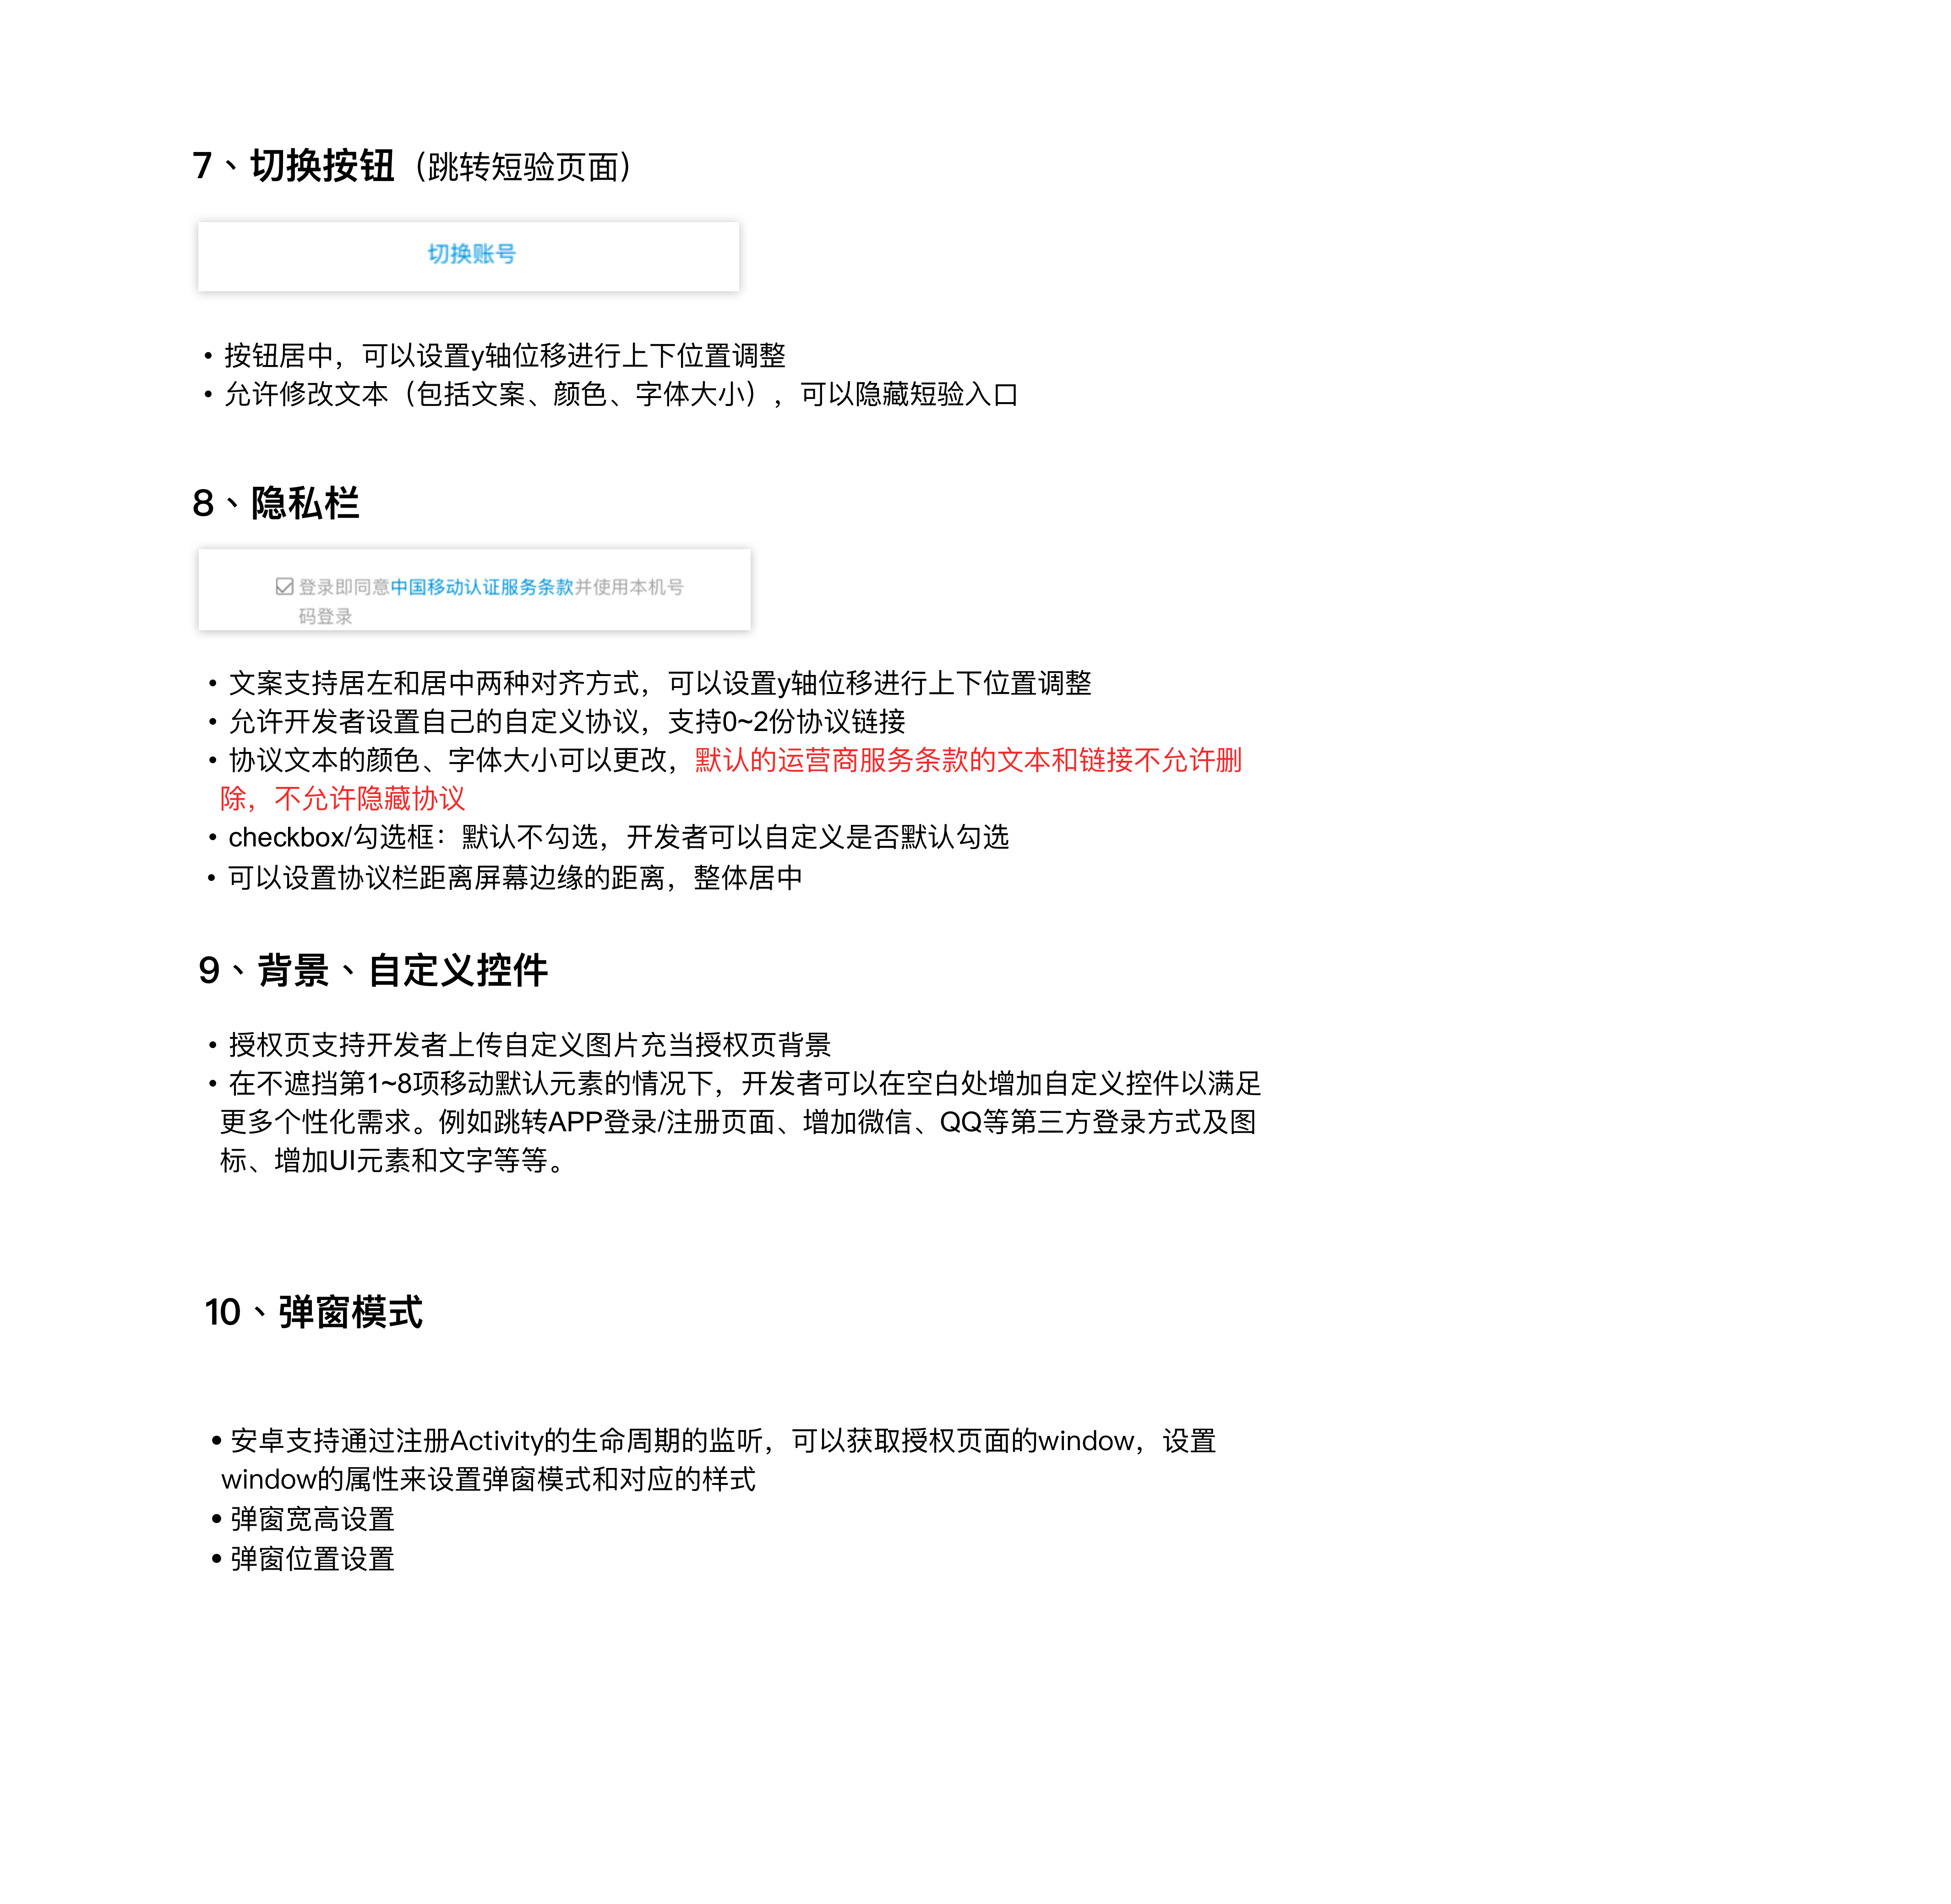 7、切换按钮（跳转短验页面）
切换账号
• 按钮居中，可以设置y轴位移进行上下位置调整
• 允许修改文本（包括文案、颜色、字体大小），可以隐藏短验入口
8、隐私栏
登录即同意中国移动认证服务条款并使用本机号
码登录
• 文案支持居左和居中两种对齐方式，可以设置y轴位移进行上下位置调整
• 允许开发者设置自己的自定义协议，支持0~2份协议链接
• 协议文本的颜色、字体大小可以更改，默认的运营商服务条款的文本和链接不允许删
除，不允许隐藏协议
• checkbox/勾选框：默认不勾选，开发者可以自定义是否默认勾选
• 可以设置协议栏距离屏幕边缘的距离，整体居中
9、背景、自定义控件
• 授权页支持开发者上传自定义图片充当授权页背景
• 在不遮挡第1~8项移动默认元素的情况下，开发者可以在空白处增加自定义控件以满足
更多个性化需求。例如跳转APP登录/注册页面、增加微信、QQ等第三方登录方式及图
标、增加UI元素和文字等等。
10、弹窗模式
• 安卓支持通过注册Activity的生命周期的监听，可以获取授权页面的window，设置
window的属性来设置弹窗模式和对应的样式
• 弹窗宽高设置
• 弹窗位置设置